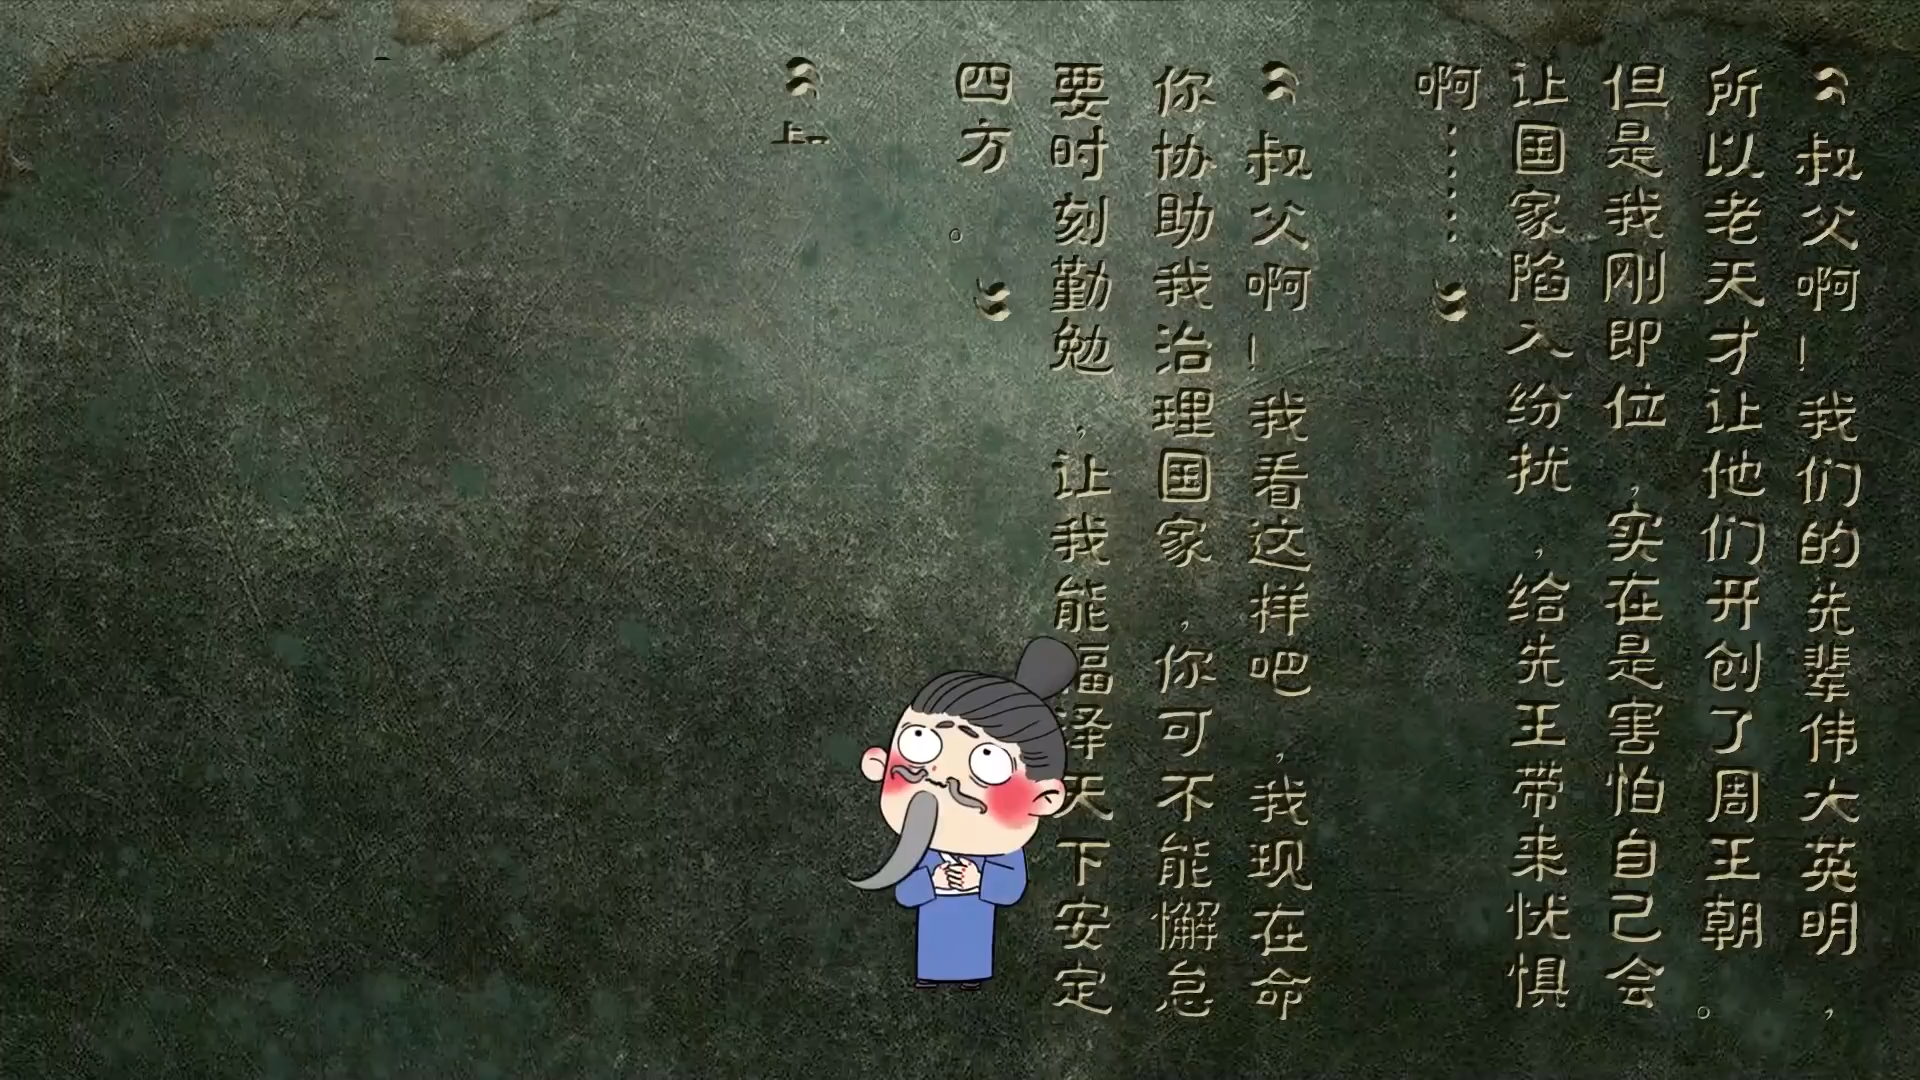 “叔父啊！我们的先辈伟大英明，
所以老天才让他们开创了周王朝。
但是我刚即位，实在是害怕自己会
让国家陷入纷扰，给先王带来忧惧
啊……”
“叔父啊！我看这样吧，我现在命
你协助我治理国家，你可不能懈怠
要时刻勤勉，让我能福泽天下安定
四方。”
“